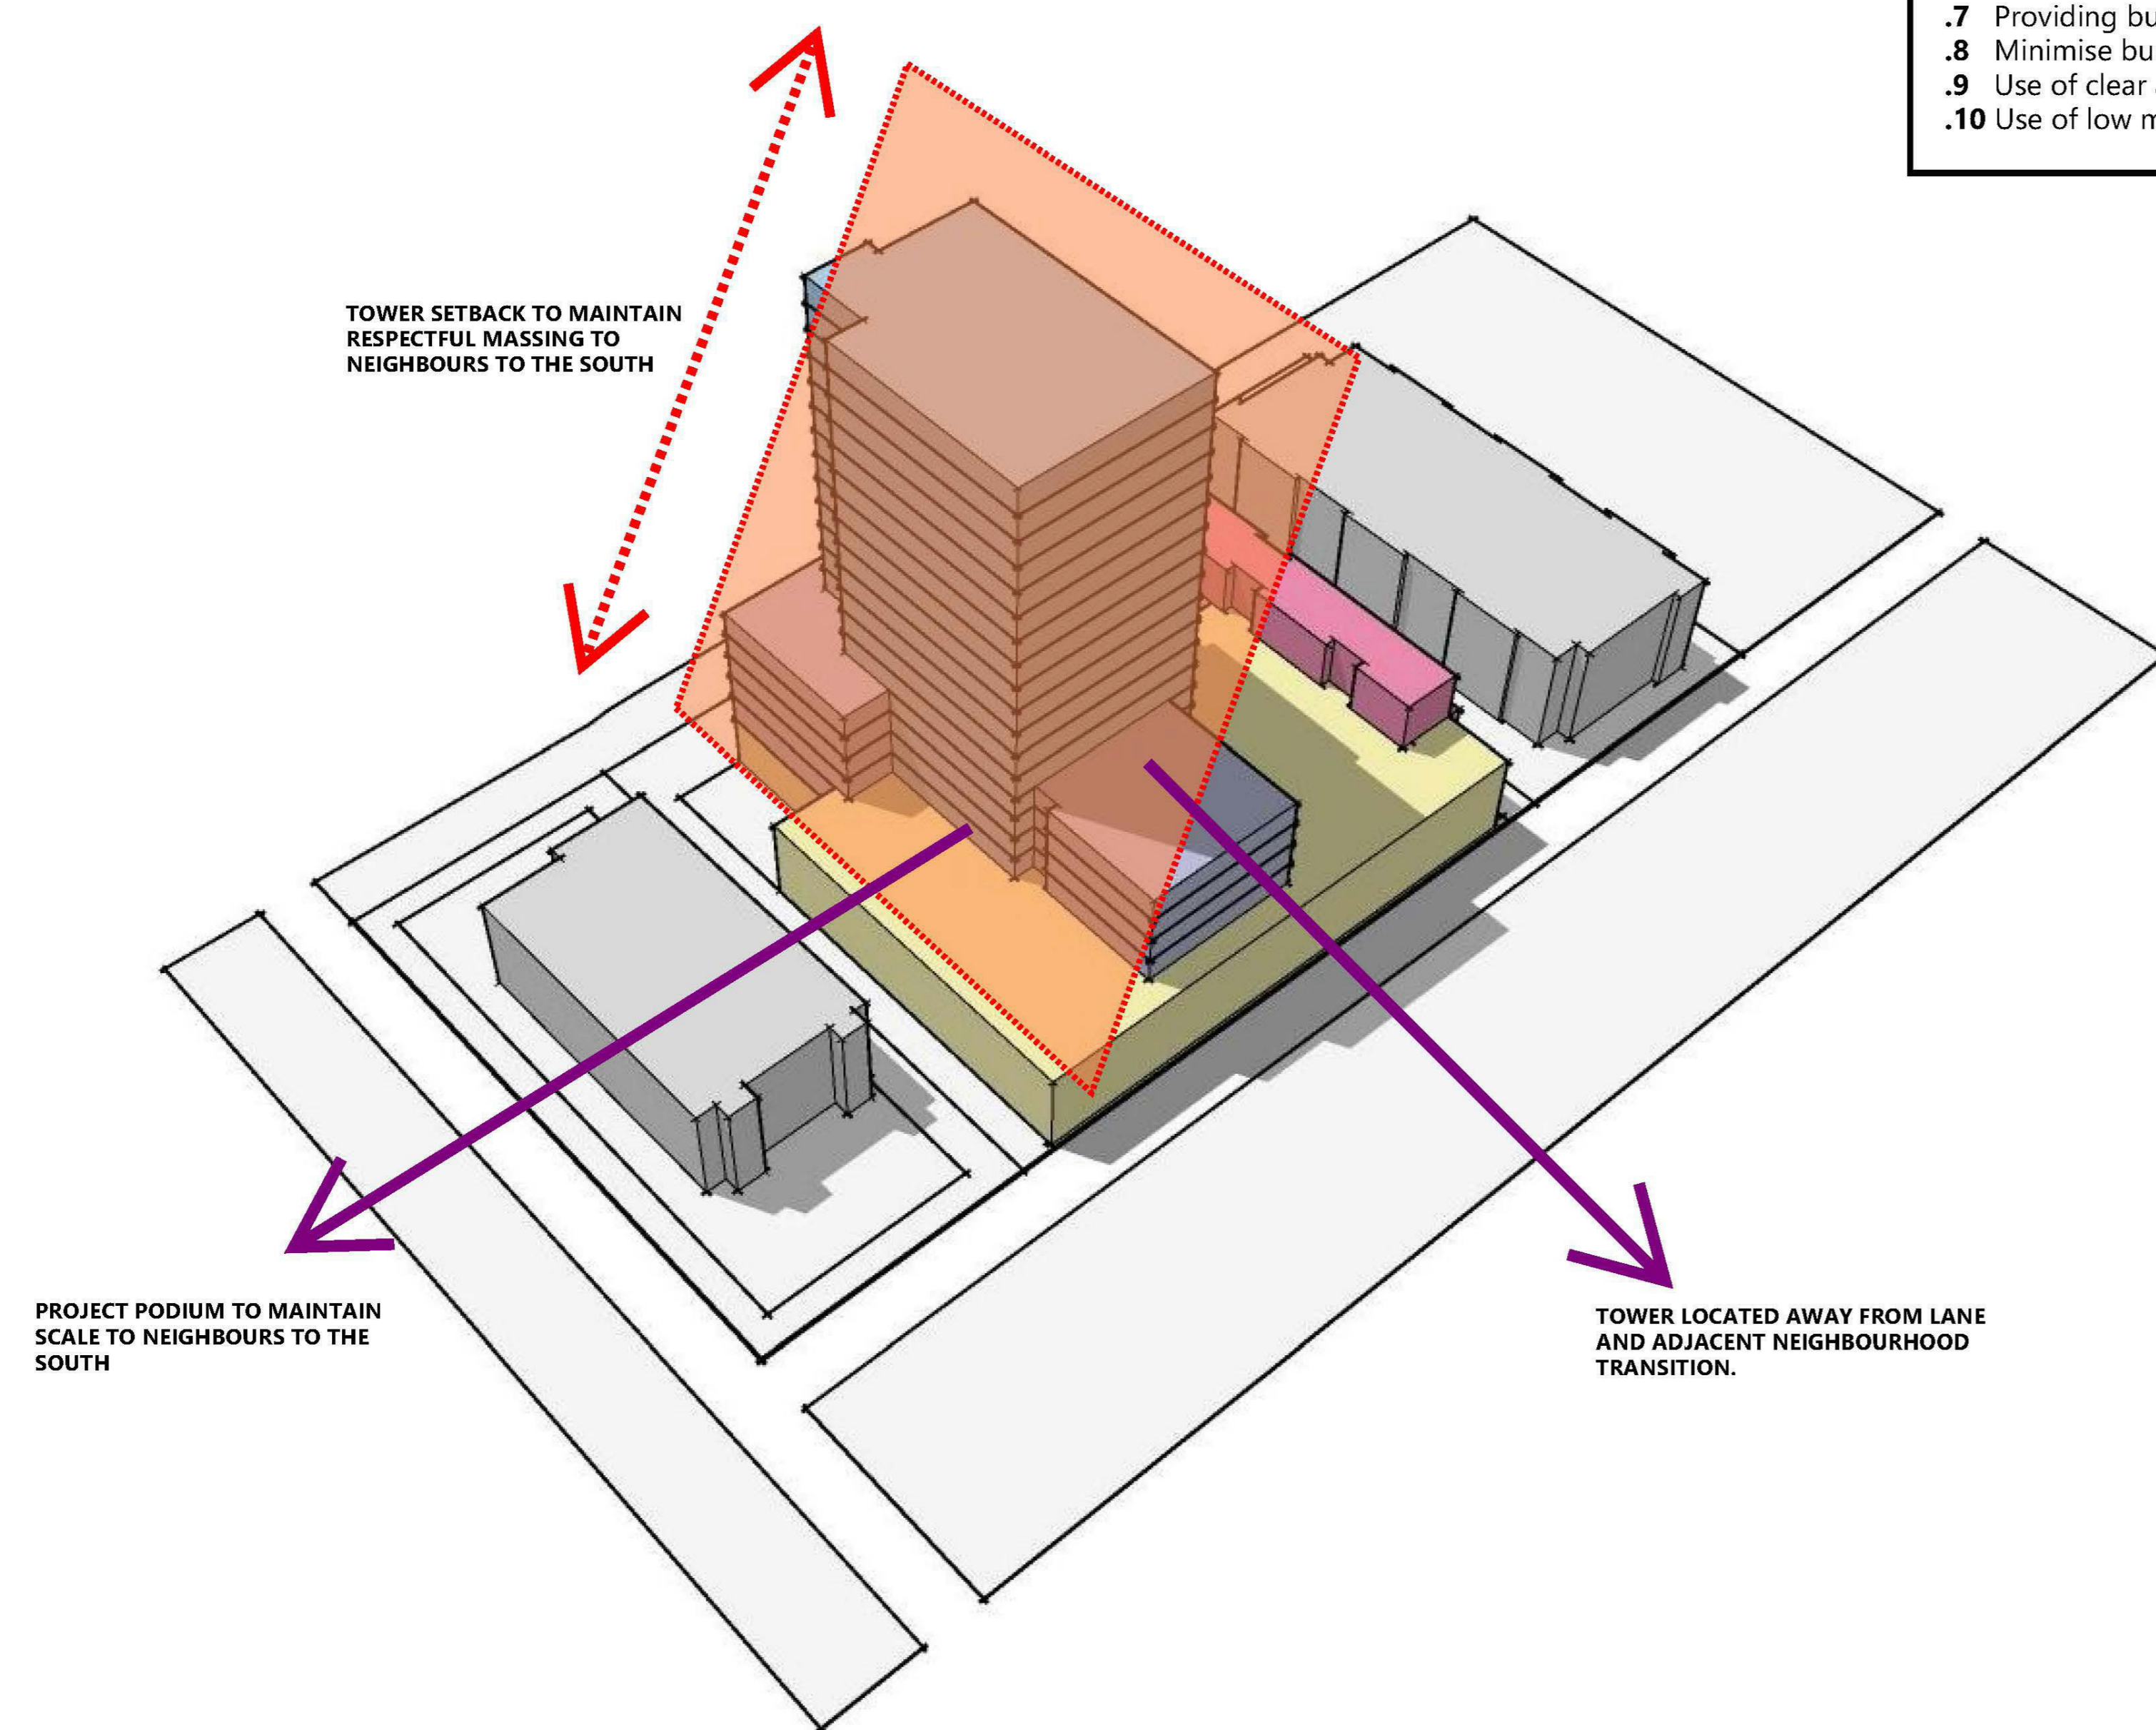 .7 Providing
.8 Minimise
.9 Use of clear
.10 Use of low
TOWER SETBACK TO MAINTAIN
RESPECTFUL MASSING TO
NEIGHBOURS TO THE SOUTH
PROJECT PODIUM TO MAINTAIN
SCALE TO NEIGHBOURS TO THE
SOUTH
TOWER LOCATED AWAY FROM LANE
AND ADJACENT NEIGHBOURHOOD
TRANSITION.